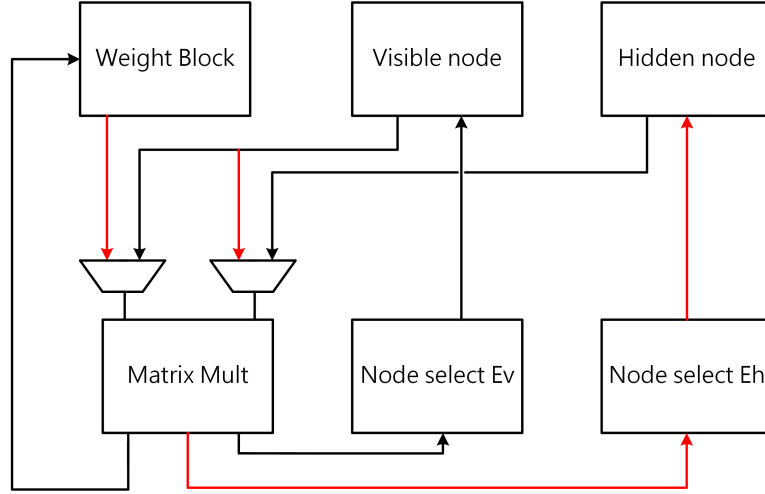 Weight Block
Visible node
Hidden node
Matrix Mult
Node select Ev
Node select Eh